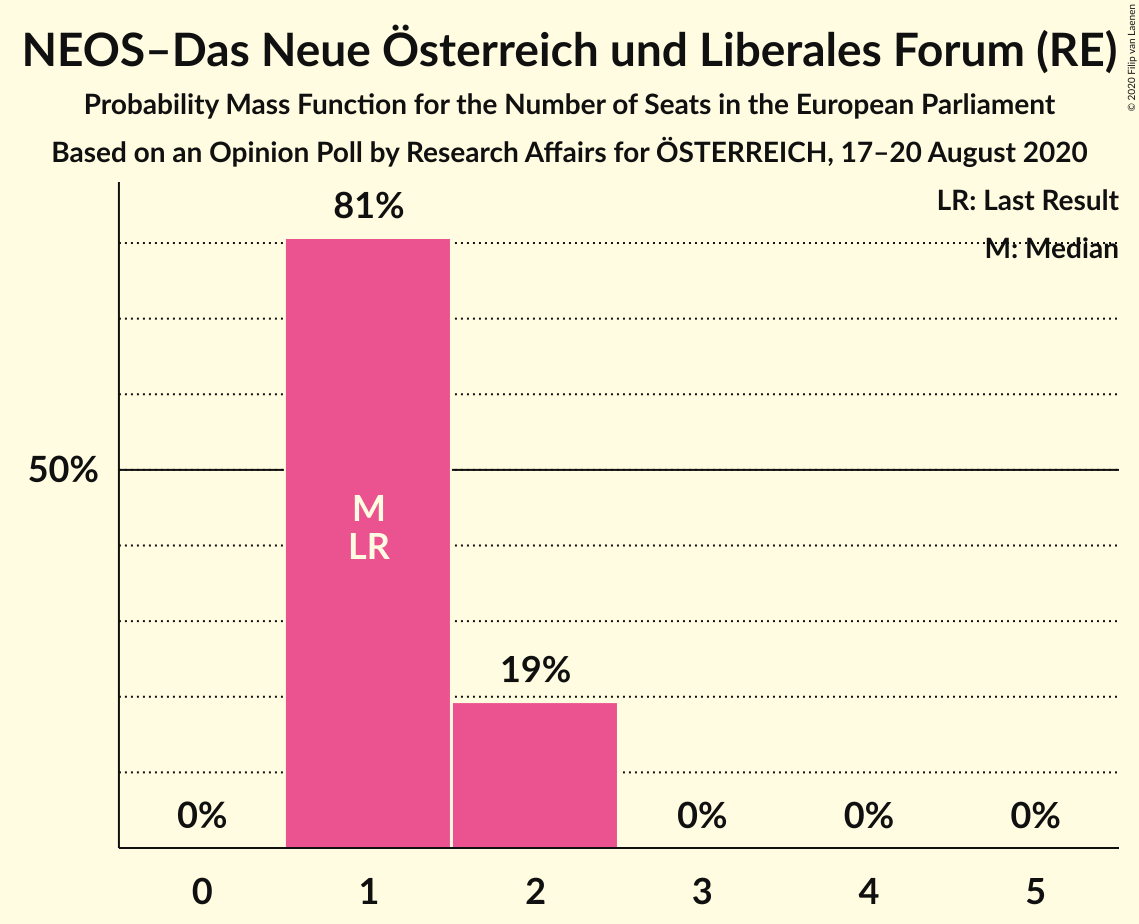 NEOS–Das Neue Österreich und Liberales Forum (RE)
Probability Mass Function for the Number of Seats in the European Parliament
Based on an Opinion Poll by Research Affairs for ÖSTERREICH, 17–20 August 2020
© 2020 Filip van Laenen
LR: Last Result
M: Median
81%
50%
M
LR
19%
0%
0%
0%
0%
0
1
2
3
4
5